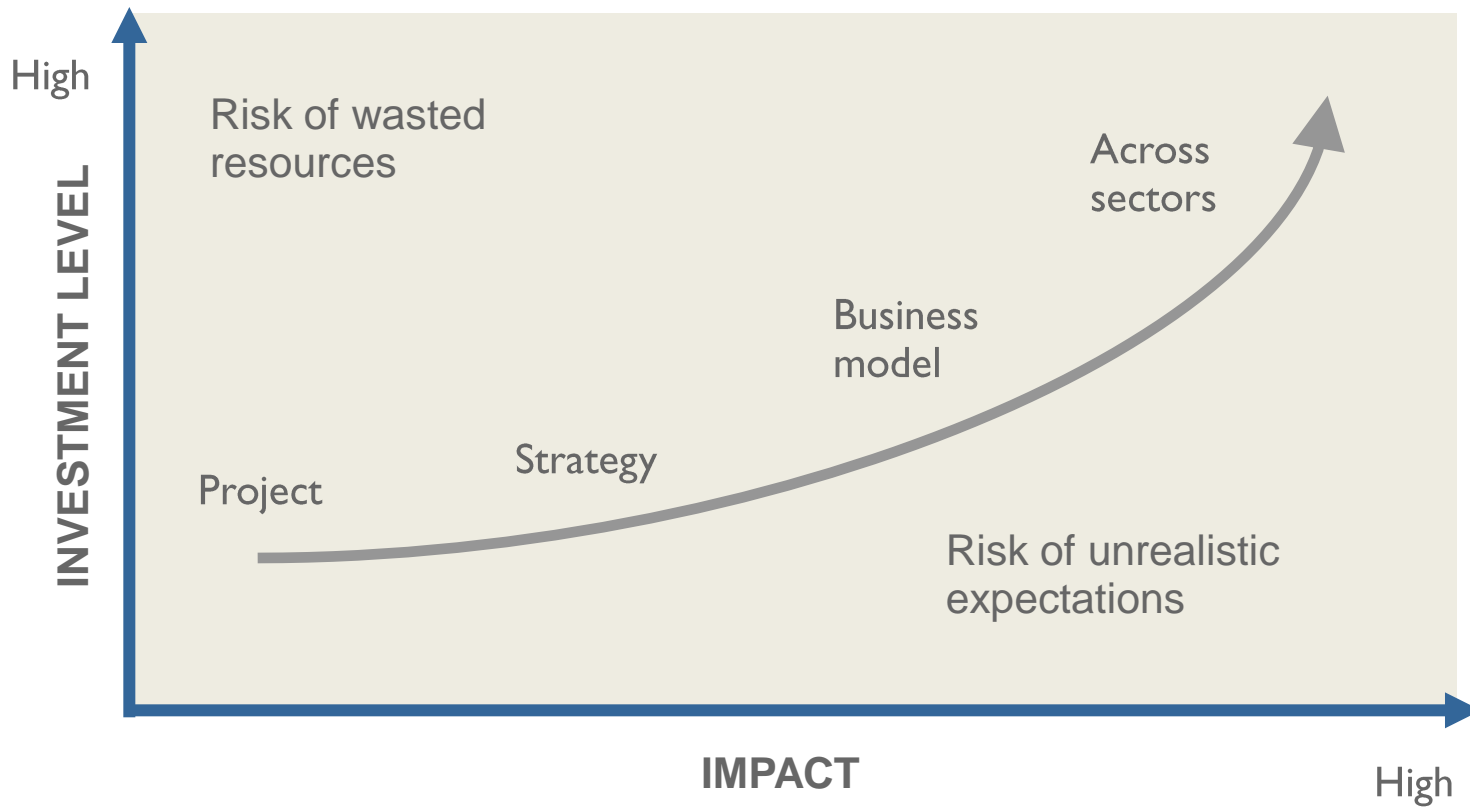 High
Risk of wasted
resources
Across
sectors
INVESTMENT LEVEL
Business
model
Strategy
Project
Risk of unrealistic
expectations
IMPACT
High